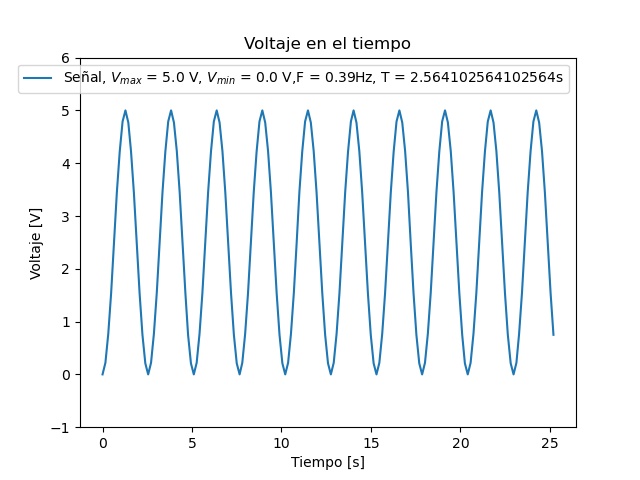 Voltaje en el tiempo
Señal, Vmax = 5.0 V, Vmin = 0.0 V,F = 0.39Hz, T = 2.564102564102564s
6
5
4
3
2
1
0
−1
Voltaje [V]
0 5 10 15 20 25
Tiempo [s]